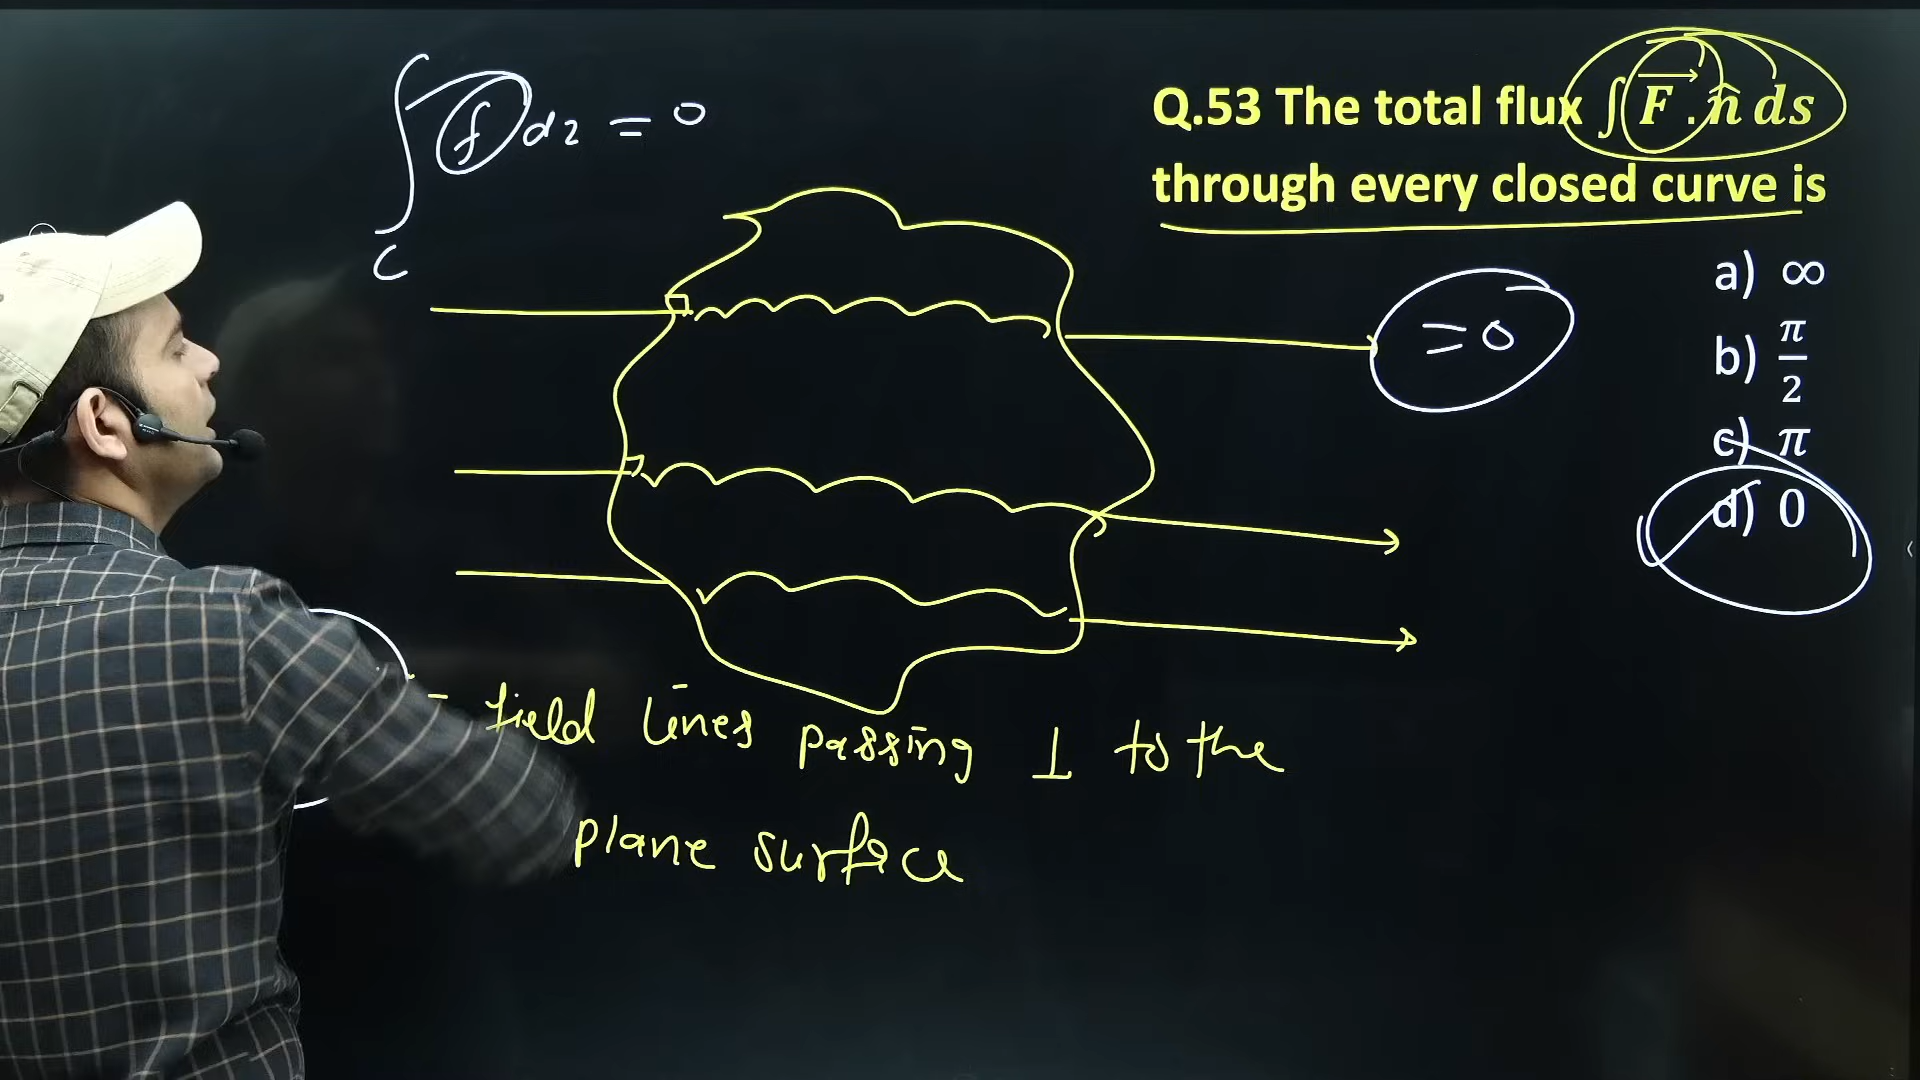 ∫ f dz = 0
C
Q.53 The total flux ∫ F⃗ . n̂ ds
through every closed curve is
a) ∞
b) π/2
c) π
d) 0
= 0
- field lines passing ⊥ to the
plane surface